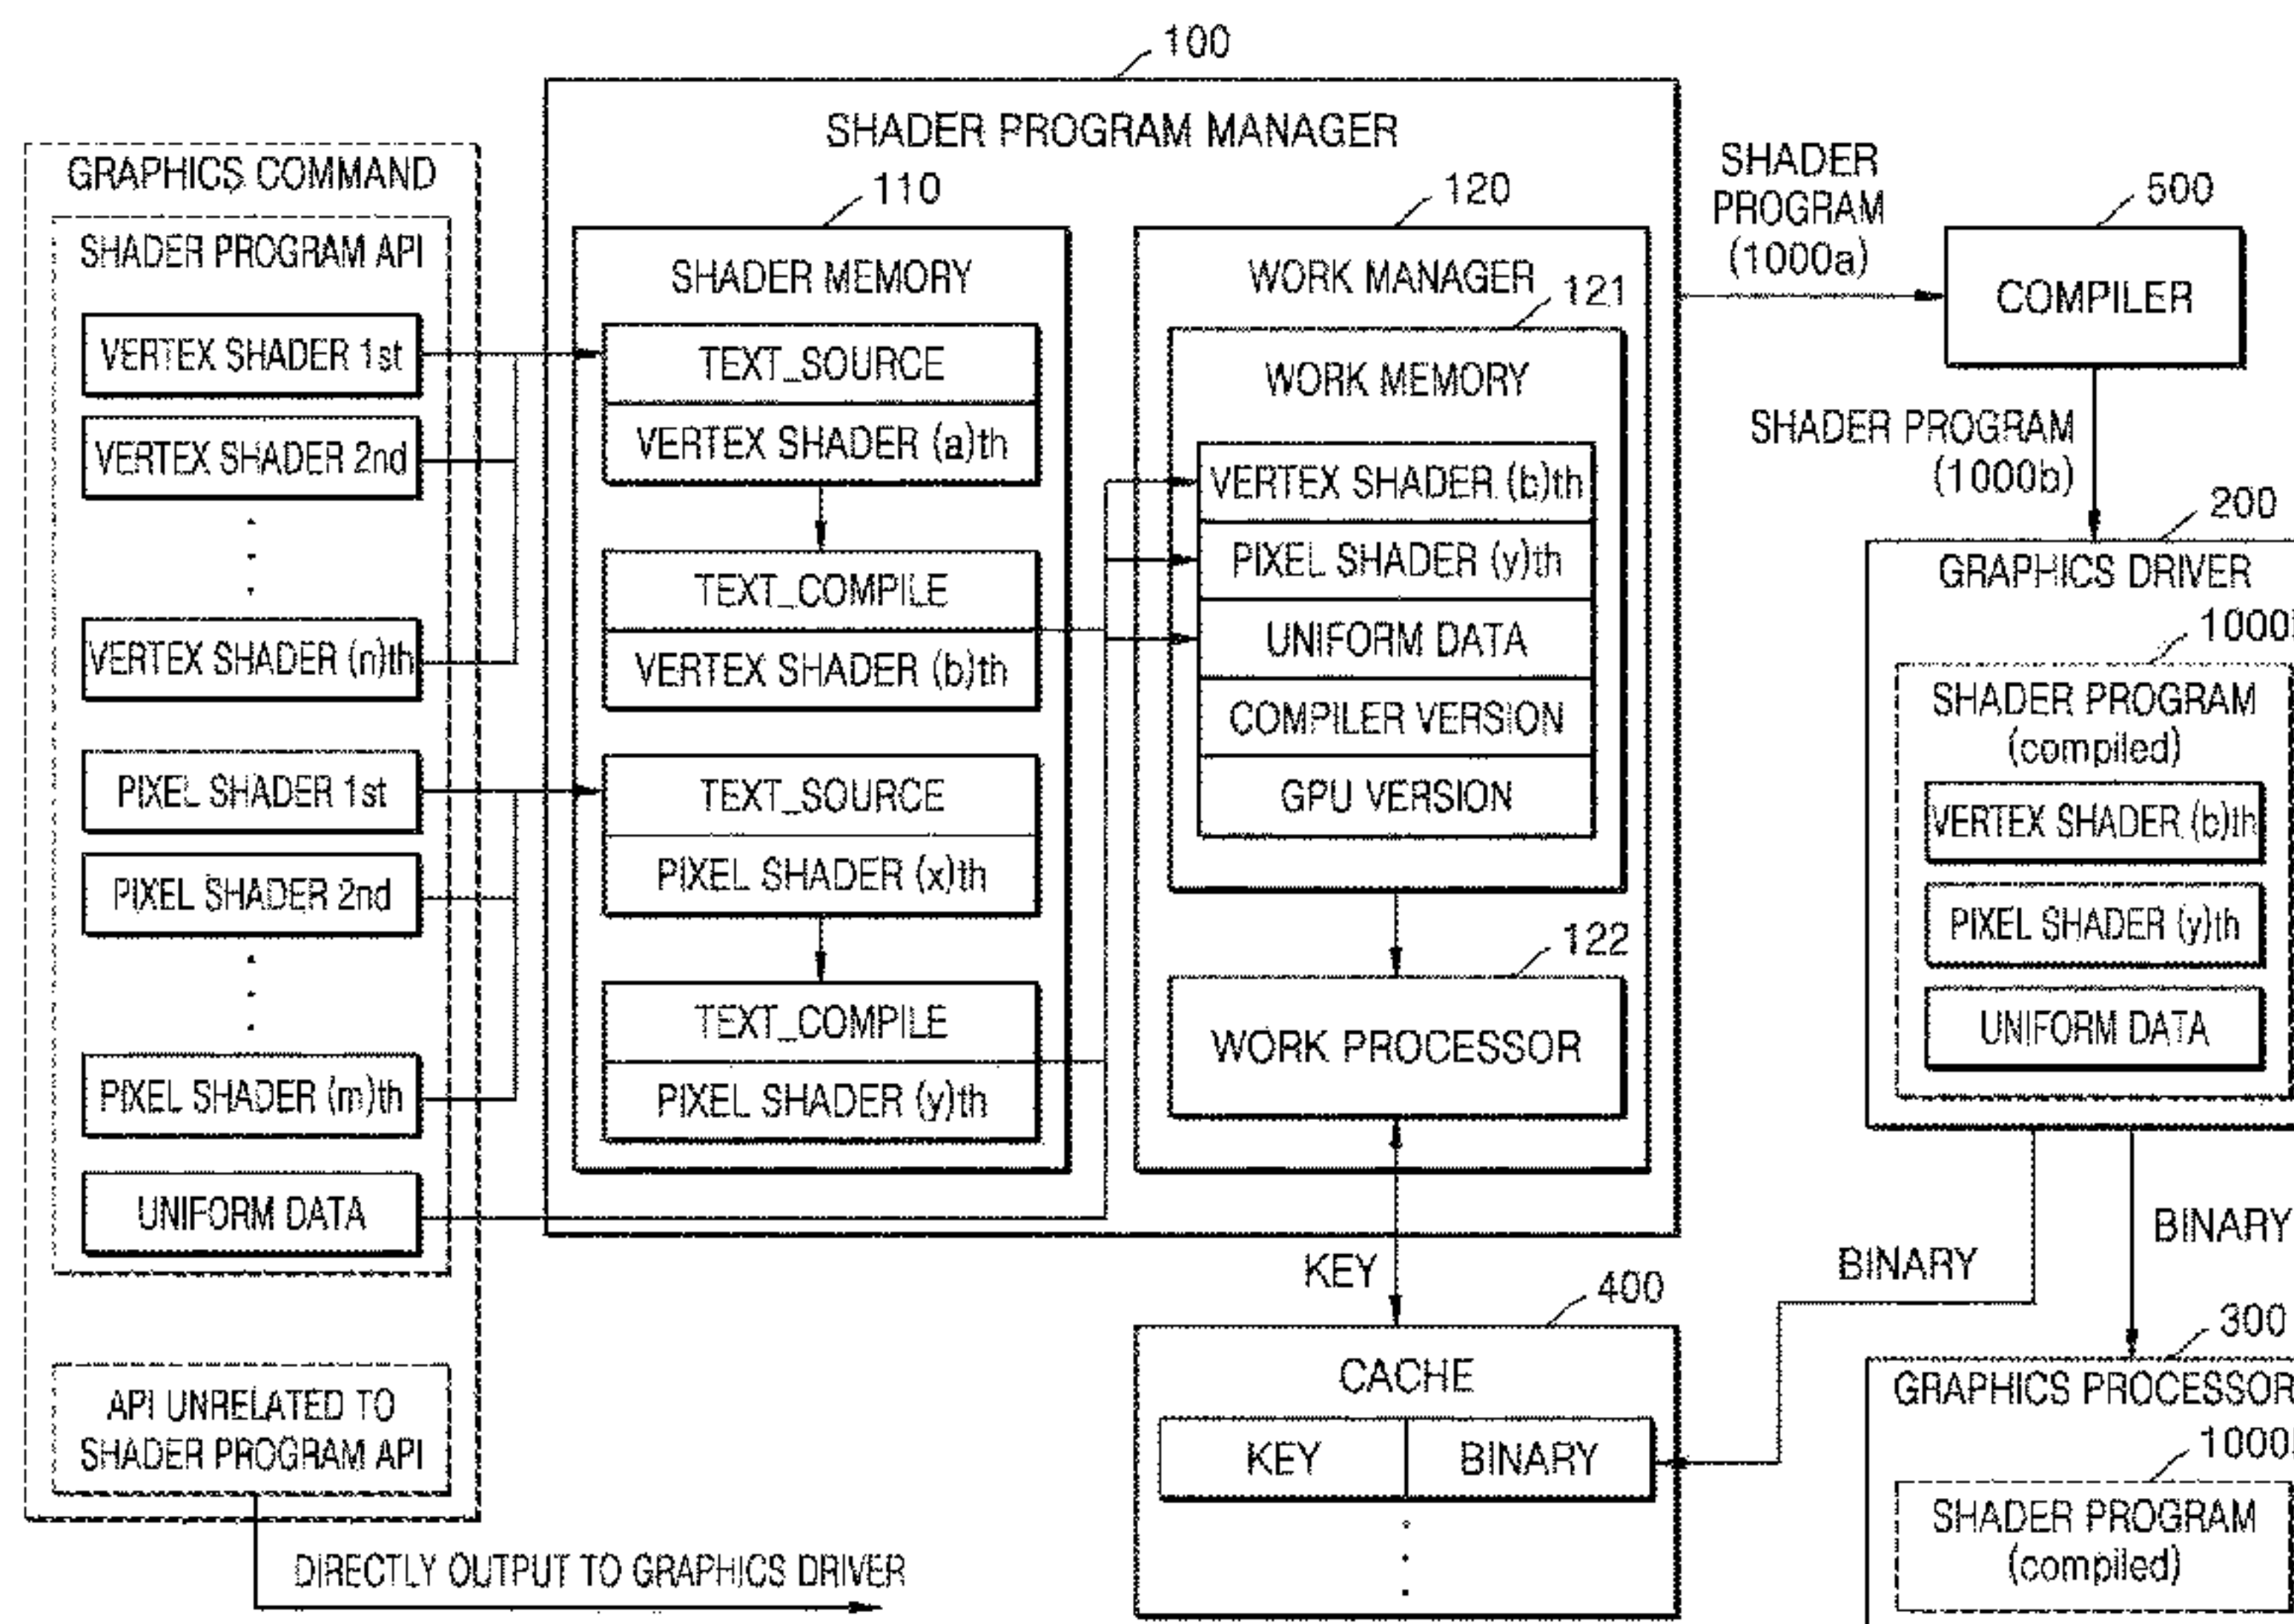 100
SHADER PROGRAM MANAGER
GRAPHICS COMMAND
SHADER PROGRAM API
VERTEX SHADER 1st
VERTEX SHADER 2nd
VERTEX SHADER (n)th
PIXEL SHADER 1st
PIXEL SHADER 2nd
PIXEL SHADER (m)th
UNIFORM DATA
API UNRELATED TO
SHADER PROGRAM API
DIRECTLY OUTPUT TO GRAPHICS DRIVER
110
SHADER MEMORY
TEXT_SOURCE
VERTEX SHADER (a)th
TEXT_COMPILE
VERTEX SHADER (b)th
TEXT_SOURCE
PIXEL SHADER (x)th
TEXT_COMPILE
PIXEL SHADER (y)th
120
WORK MANAGER
121
WORK MEMORY
VERTEX SHADER (b)th
PIXEL SHADER (y)th
UNIFORM DATA
COMPILER VERSION
GPU VERSION
122
WORK PROCESSOR
KEY
400
CACHE
KEY BINARY
SHADER
PROGRAM
(1000a)
500
COMPILER
SHADER PROGRAM
(1000b)
200
GRAPHICS DRIVER
1000
SHADER PROGRAM
(compiled)
VERTEX SHADER (b)th
PIXEL SHADER (y)th
UNIFORM DATA
BINARY
BINARY
300
GRAPHICS PROCESSOR
1000
SHADER PROGRAM
(compiled)